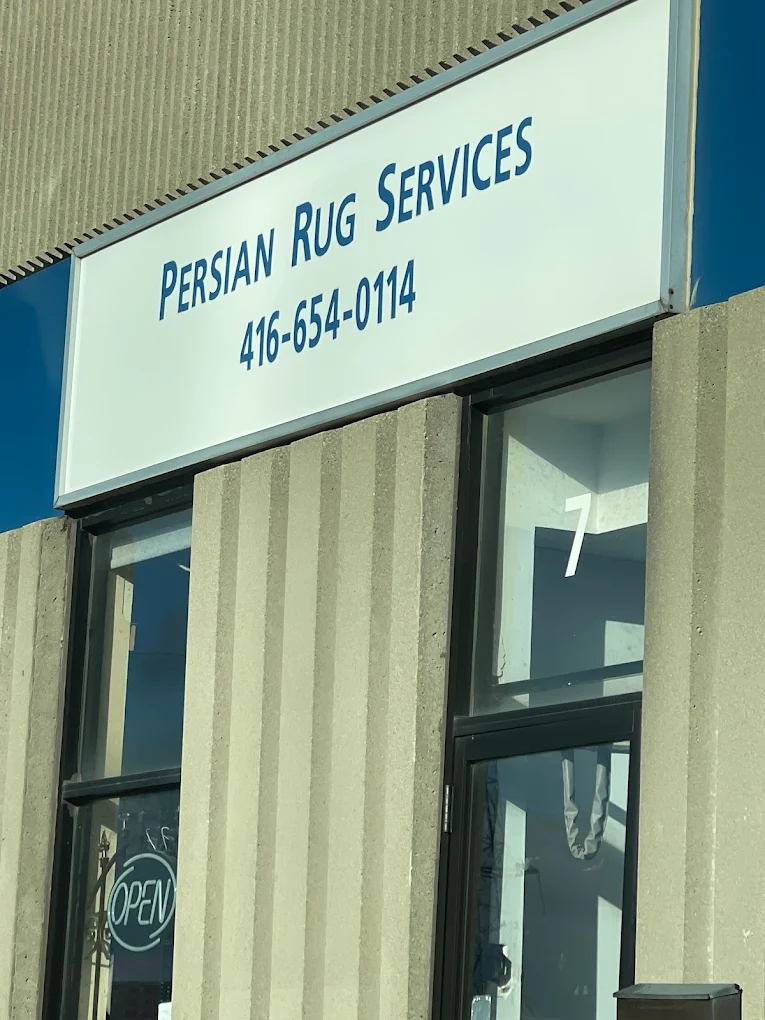 PERSIAN RUG SERVICES
416-654-0114
7
OPEN